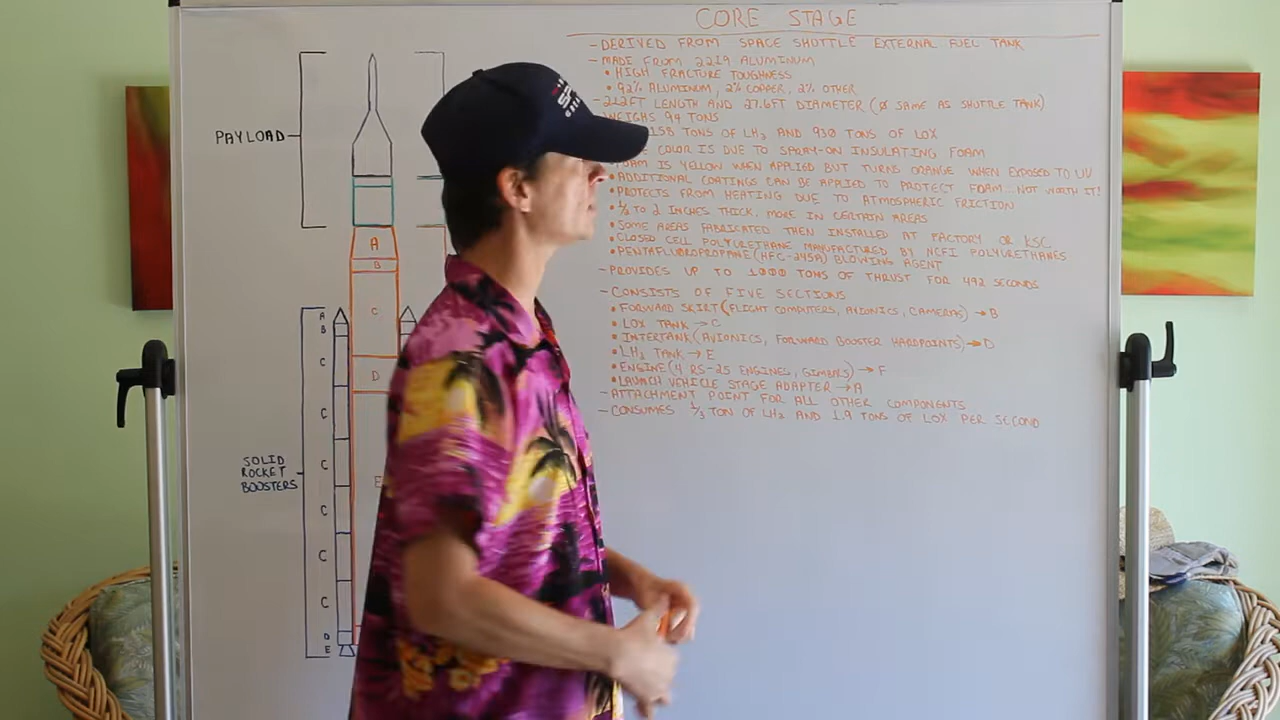 CORE STAGE
- DERIVED FROM SPACE SHUTTLE EXTERNAL FUEL TANK
- MADE FROM 2219 ALUMINUM
• HIGH FRACTURE TOUGHNESS
• 92% ALUMINUM, 2% COPPER, 2% OTHER
- 212FT LENGTH AND 27.6FT DIAMETER (Ø SAME AS SHUTTLE TANK)
WEIGHS 94 TONS
158 TONS OF LH2 AND 930 TONS OF LOX
COLOR IS DUE TO SPRAY-ON INSULATING FOAM
FOAM IS YELLOW WHEN APPLIED BUT TURNS ORANGE WHEN EXPOSED TO UV
• ADDITIONAL COATINGS CAN BE APPLIED TO PROTECT FOAM...NOT WORTH IT!
• PROTECTS FROM HEATING DUE TO ATMOSPHERIC FRICTION
• TO 2 INCHES THICK, MORE IN CERTAIN AREAS
• SOME AREAS FABRICATED THEN INSTALLED AT FACTORY OR KSC
• CLOSED CELL POLYURETHANE MANUFACTURED BY NCFI POLYURETHANES
• PENTAFLUOROPROPANE (HFC-245A) BLOWING AGENT
- PROVIDES UP TO 1000 TONS OF THRUST FOR 492 SECONDS
- CONSISTS OF FIVE SECTIONS
• FORWARD SKIRT (FLIGHT COMPUTERS, AVIONICS, CAMERAS) → B
• LOX TANK → C
• INTERTANK (AVIONICS, FORWARD BOOSTER HARDPOINTS) → D
• LH2 TANK → E
• ENGINE (4 RS-25 ENGINES, GIMBALS) → F
• LAUNCH VEHICLE STAGE ADAPTER → A
- ATTACHMENT POINT FOR ALL OTHER COMPONENTS
- CONSUMES 1/3 TON OF LH2 AND 1.9 TONS OF LOX PER SECOND
PAYLOAD
A
B
C
D
E
SOLID
ROCKET
BOOSTERS
A
B
C
C
C
C
C
C
D
E